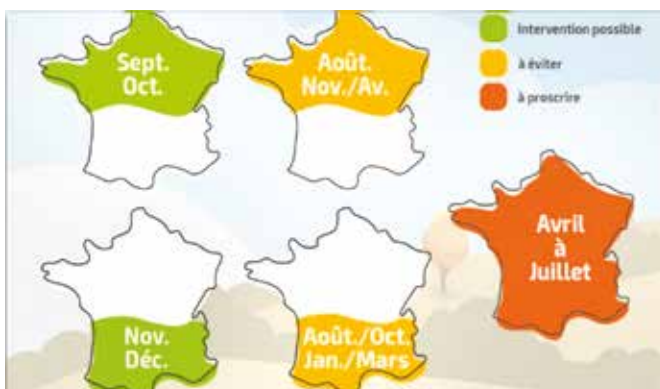 Intervention possible
à éviter
à proscrire
Sept.
Oct.
Août.
Nov./Av.
Avril
à
Juillet
Nov.
Déc.
Août./Oct.
Jan./Mars